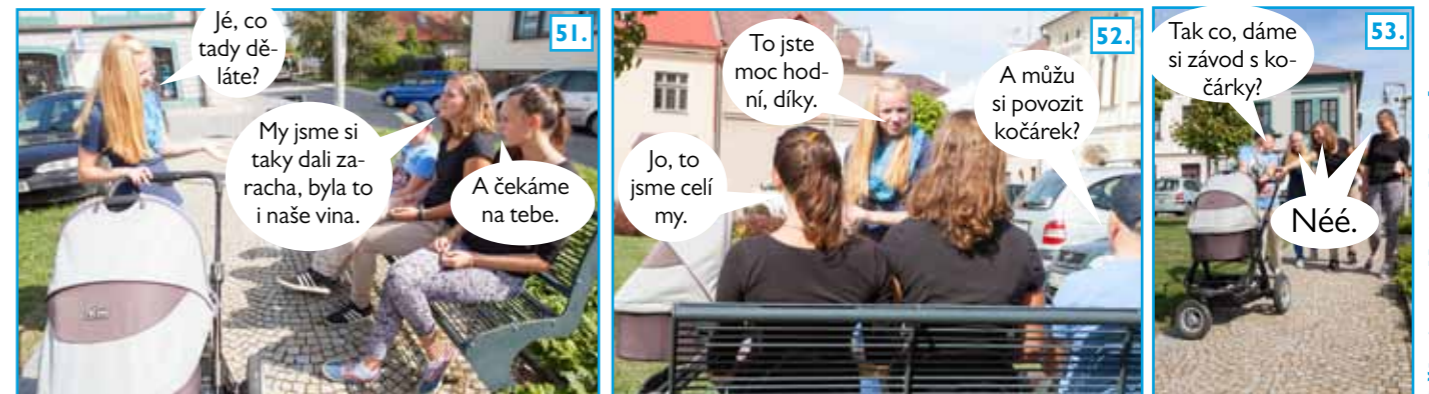 Jé, co
tady dě-
láte?
51.
My jsme si
taky dali za-
racha, byla to
i naše vina.
A čekáme
na tebe.
To jste
moc hod-
ní, díky.
52.
A můžu
si povozit
kočárek?
Jo, to
jsme celí
my.
Tak co, dáme
si závod s ko-
čárky?
53.
Néé.